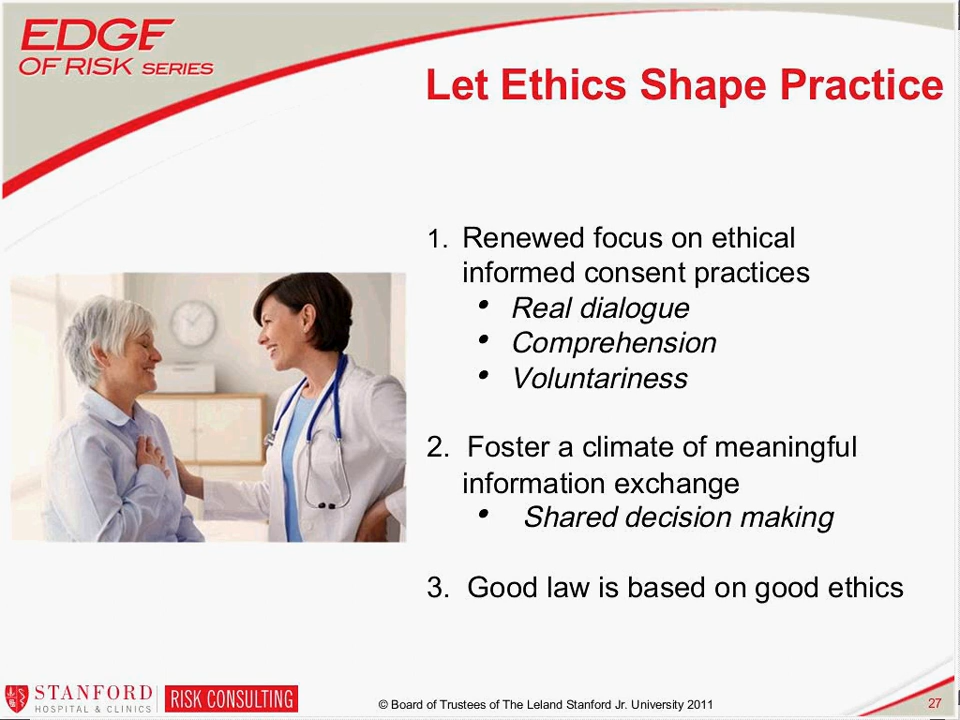 EDGE
OF RISK SERIES
Let Ethics Shape Practice
1. Renewed focus on ethical
informed consent practices
• Real dialogue
• Comprehension
• Voluntariness
2. Foster a climate of meaningful
information exchange
• Shared decision making
3. Good law is based on good ethics
STANFORD
HOSPITAL & CLINICS
RISK CONSULTING
© Board of Trustees of The Leland Stanford Jr. University 2011
27